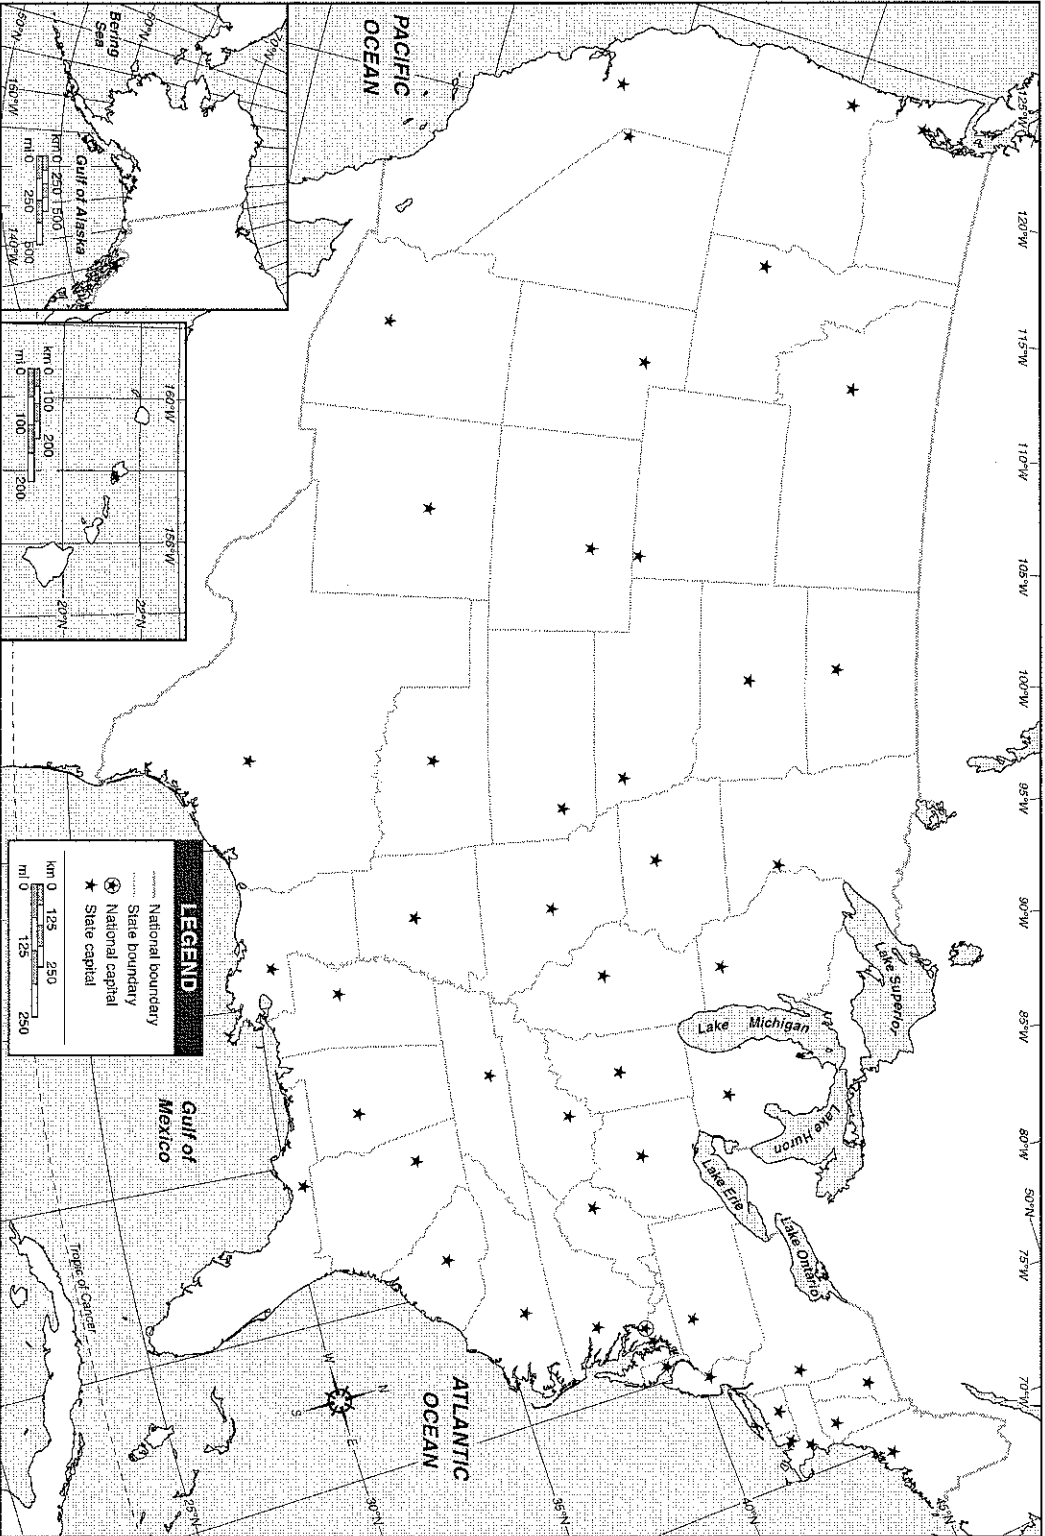 125°W
120°W
115°W
110°W
105°W
100°W
95°W
90°W
85°W
80°W
50°N
75°W
70°W
45°N
40°N
35°N
30°N
25°N
PACIFIC
OCEAN
Lake Superior
Lake Michigan
Lake Huron
Lake Erie
Lake Ontario
ATLANTIC
OCEAN
Gulf of
Mexico
Tropic of Cancer
N
E
S
W
Bering
Sea
Gulf of Alaska
70°N
60°N
50°N
160°W
140°W
km 0 250 500
mi 0 250 500
160°W
156°W
22°N
20°N
km 0 100 200
mi 0 100 200
LEGEND
National boundary
State boundary
National capital
State capital
km 0 125 250
mi 0 125 250